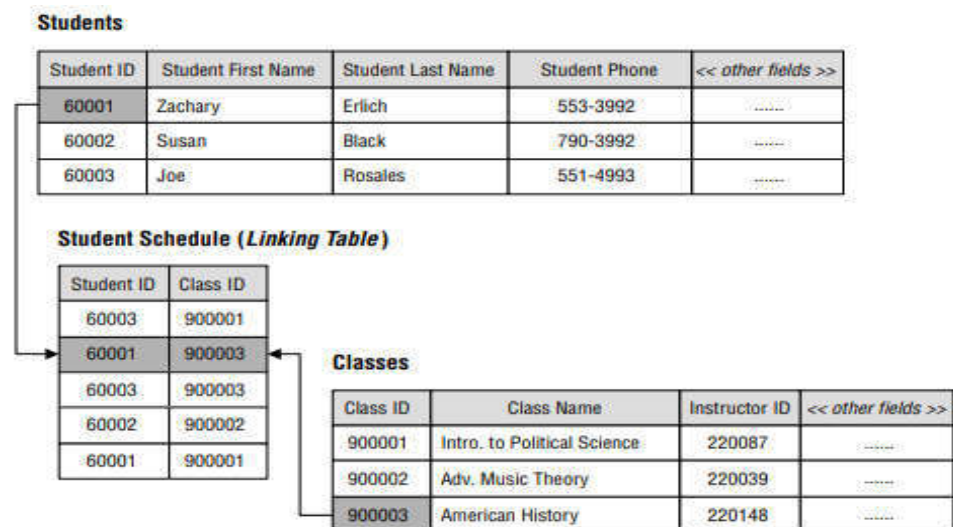 Students
Student ID Student First Name Student Last Name Student Phone << other fields >>
60001 Zachary Erlich 553-3992 ......
60002 Susan Black 790-3992 ......
60003 Joe Rosales 551-4993 ......
Student Schedule (Linking Table)
Student ID Class ID
60003 900001
60001 900003
60003 900003
60002 900002
60001 900001
Classes
Class ID Class Name Instructor ID << other fields >>
900001 Intro. to Political Science 220087 ......
900002 Adv. Music Theory 220039 ......
900003 American History 220148 ......